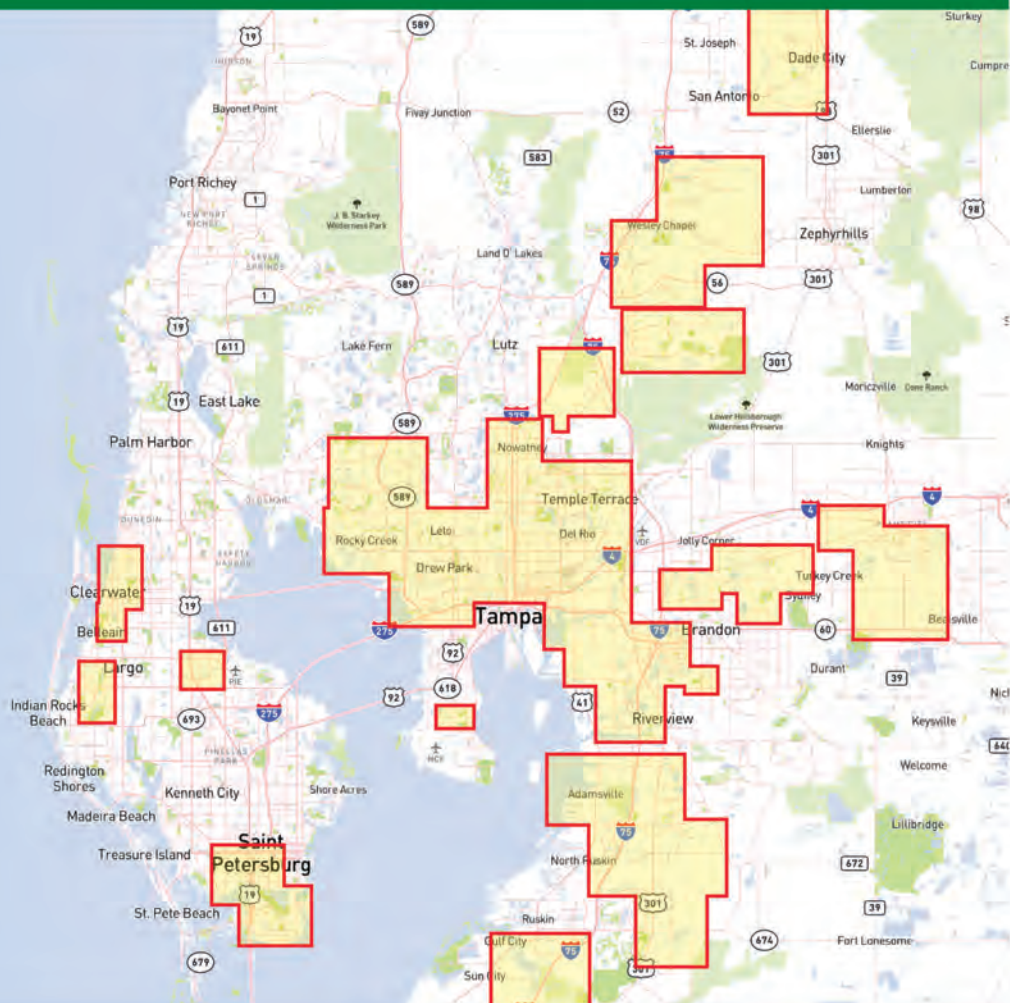 589
Sturkey
19
St. Joseph
HUDSON
Dade City
Cumpre
San Antonio
Bayonet Point
Fivay Junction
52
98
Ellerslie
583
75
301
Port Richey
Lumberton
1
NEW PORT
RICHEY
J. B. Starkey
Wilderness Park
98
Wesley Chapel
Zephyrhills
Land O' Lakes
SEVEN
SPRINGS
589
56
301
1
19
611
Lake Fern
Lutz
301
Moriczville
Cone Ranch
19
East Lake
589
275
Lower Hillsborough
Wilderness Preserve
Palm Harbor
Knights
Nowatney
OLDSMAR
589
Temple Terrace
4
4
DUNEDIN
Leto
Del Rio
VDF
Jolly Corner
Rocky Creek
SAFETY
HARBOR
4
Drew Park
Turkey Creek
Clearwater
Sydney
19
Tampa
Bealsville
Belleair
611
275
75
Brandon
60
92
Largo
PIE
Durant
618
39
92
41
Indian Rocks
Beach
693
275
Riverview
Keysville
PINELLAS
PARK
MCF
640
Welcome
Redington
Shores
Kenneth City
Shore Acres
Adamsville
Madeira Beach
Lillibridge
75
Saint
Petersburg
Treasure Island
North Ruskin
672
19
301
39
St. Pete Beach
Ruskin
Gulf City
674
Fort Lonesome
75
679
Sun City
301